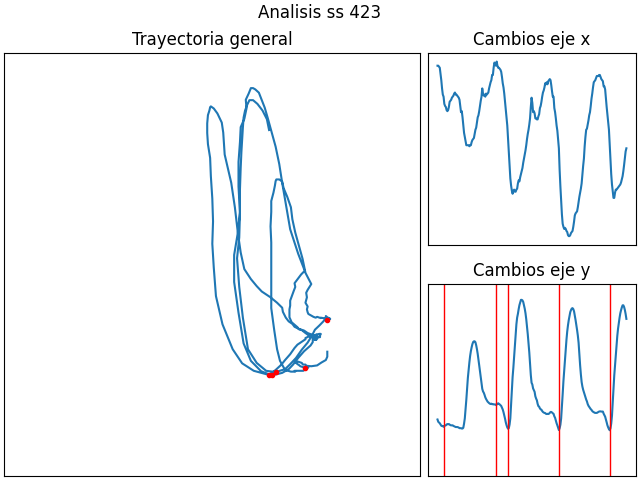 Analisis ss 423
Trayectoria general
Cambios eje x
Cambios eje y